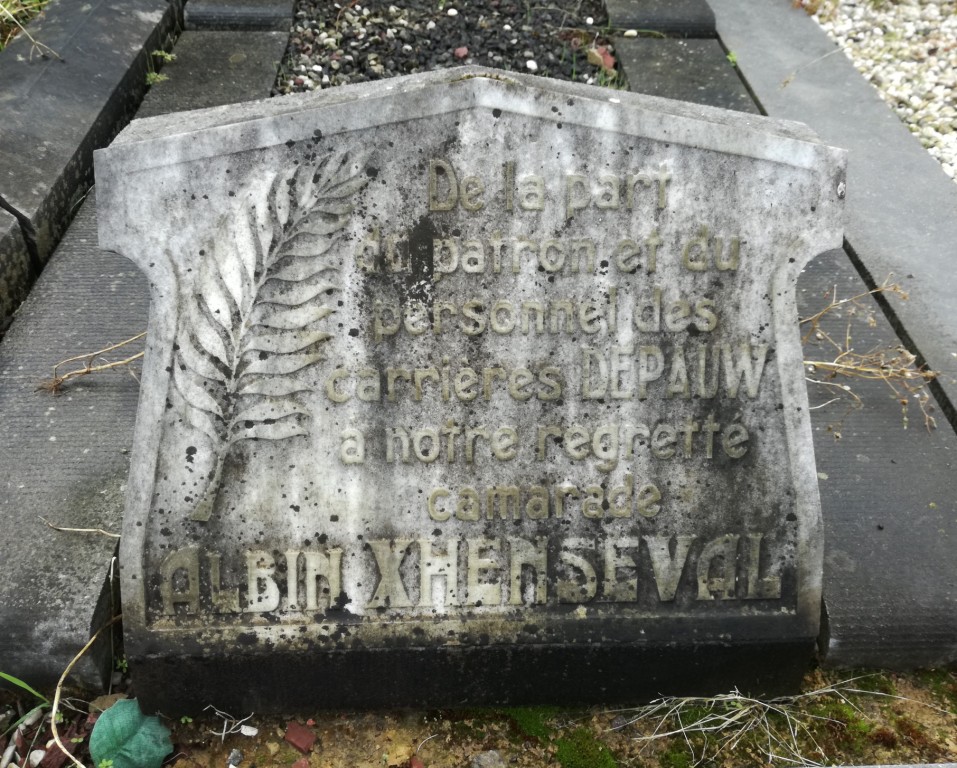 De la part
du patron et du
personnel des
carrières DEPAUW
a notre regretté
camarade
ALBIN XHENSEVAL